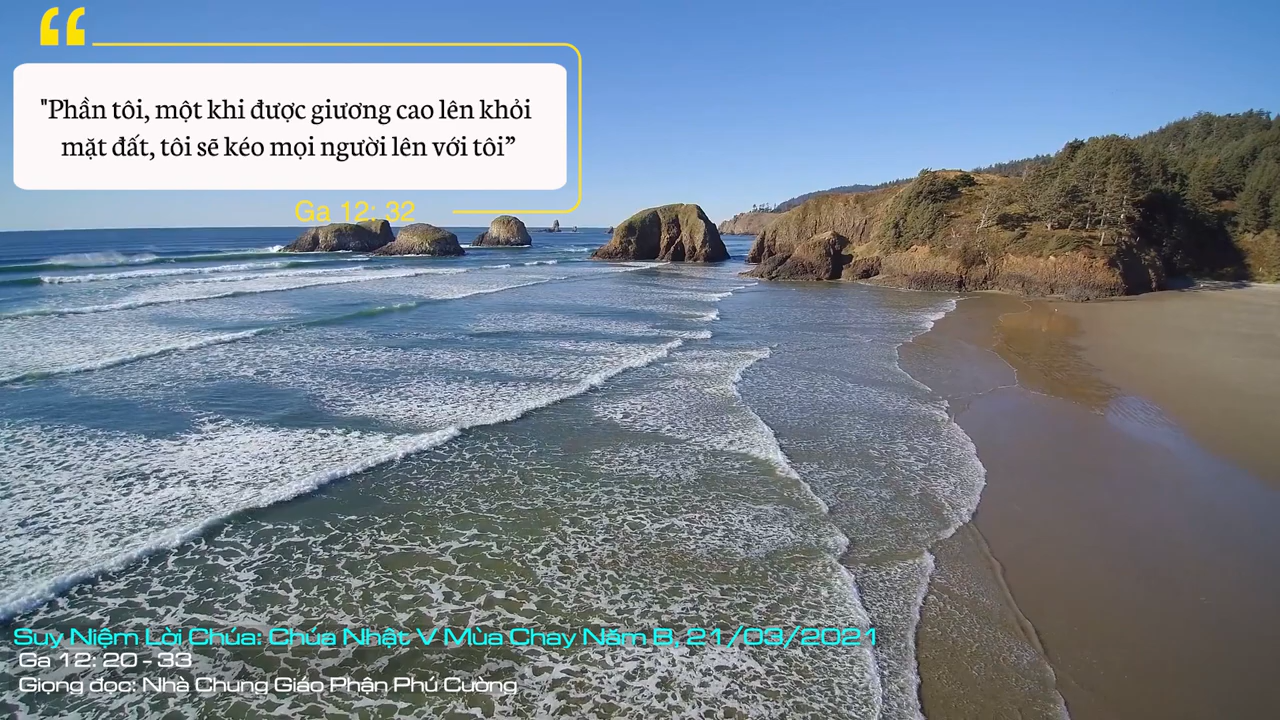 "Phần tôi, một khi được giương cao lên khỏi
mặt đất, tôi sẽ kéo mọi người lên với tôi”
Ga 12: 32
Suy Niệm Lời Chúa: Chúa Nhật V Mùa Chay Năm B, 21/03/2021
Ga 12: 20 - 33
Giọng đọc: Nhà Chung Giáo Phận Phú Cường